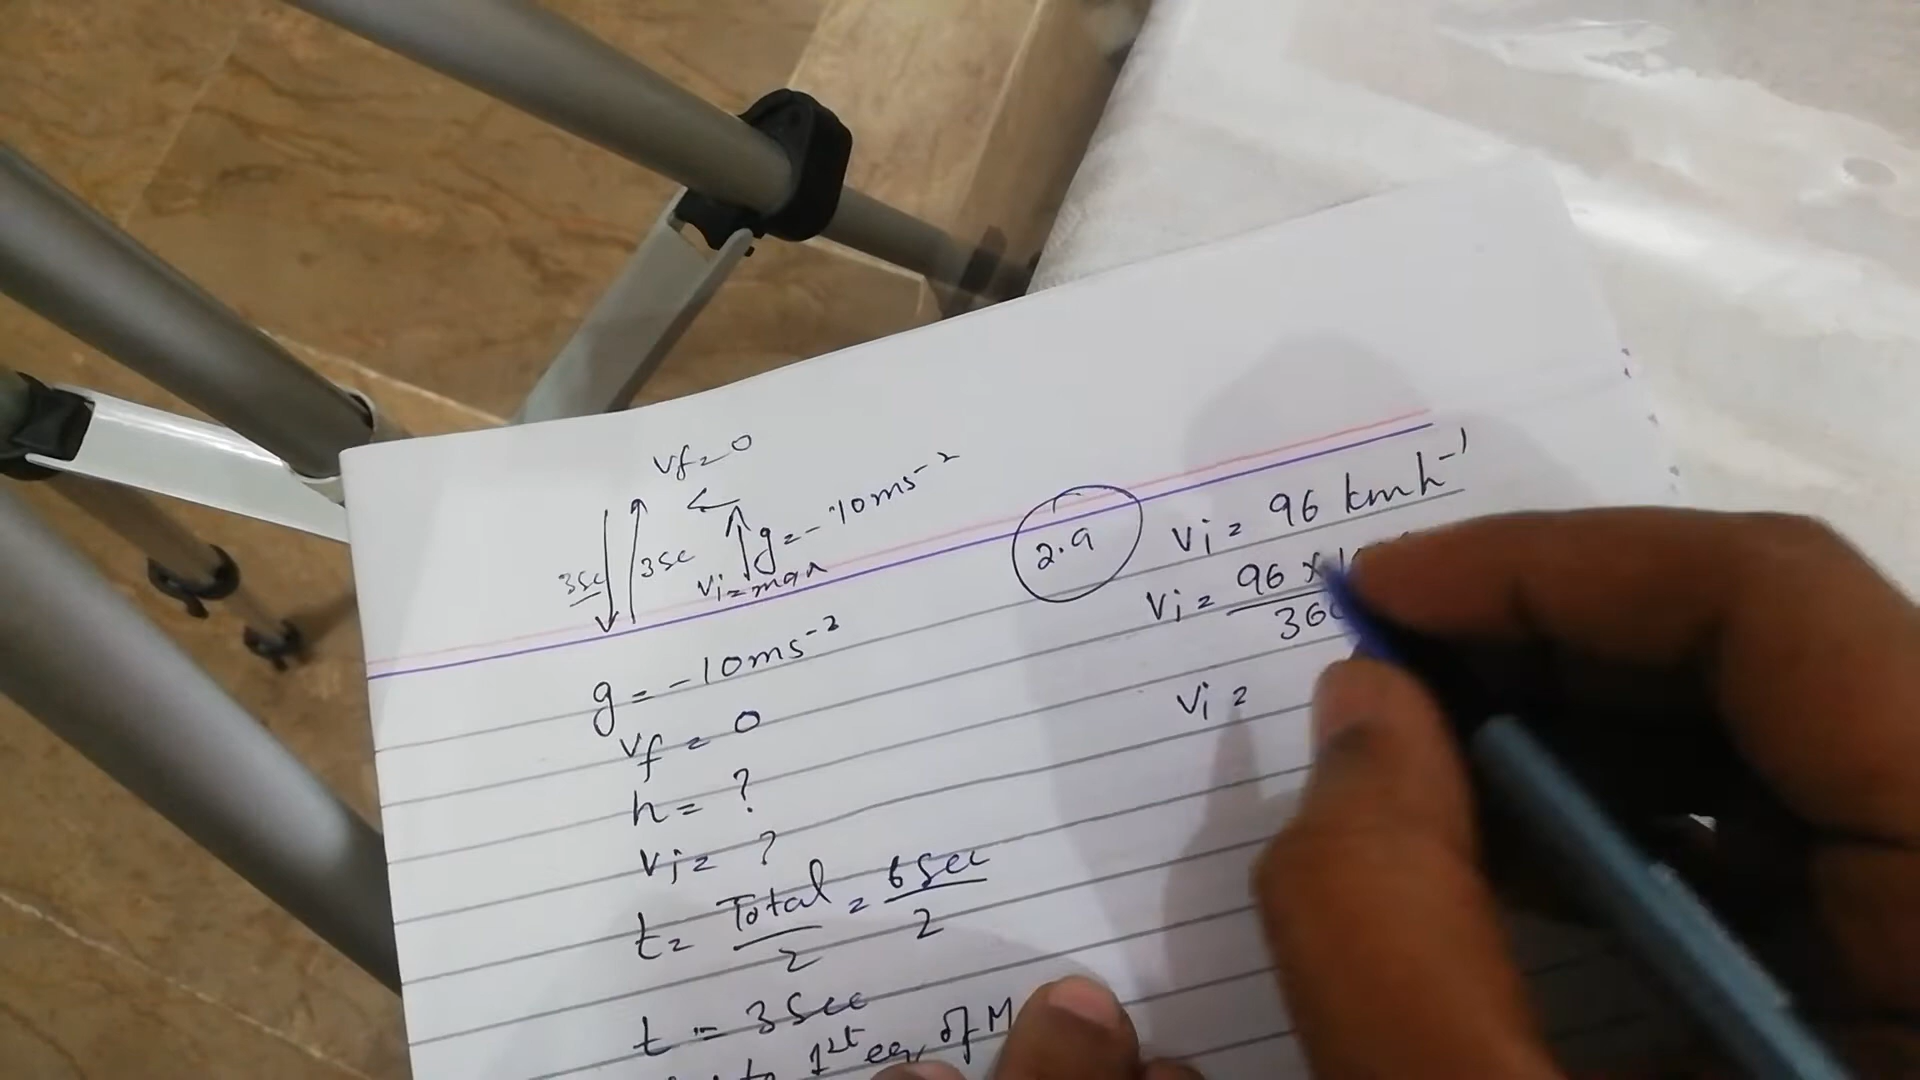 vf = 0
3sec 3sec g = -10ms⁻²
vi = max
g = -10ms⁻²
vf = 0
h = ?
vi = ?
t = Total/2 = 6sec/2
t = 3sec
1st eq. of M
2.9 vi = 96 kmh⁻¹
vi = 96 ×
vi =